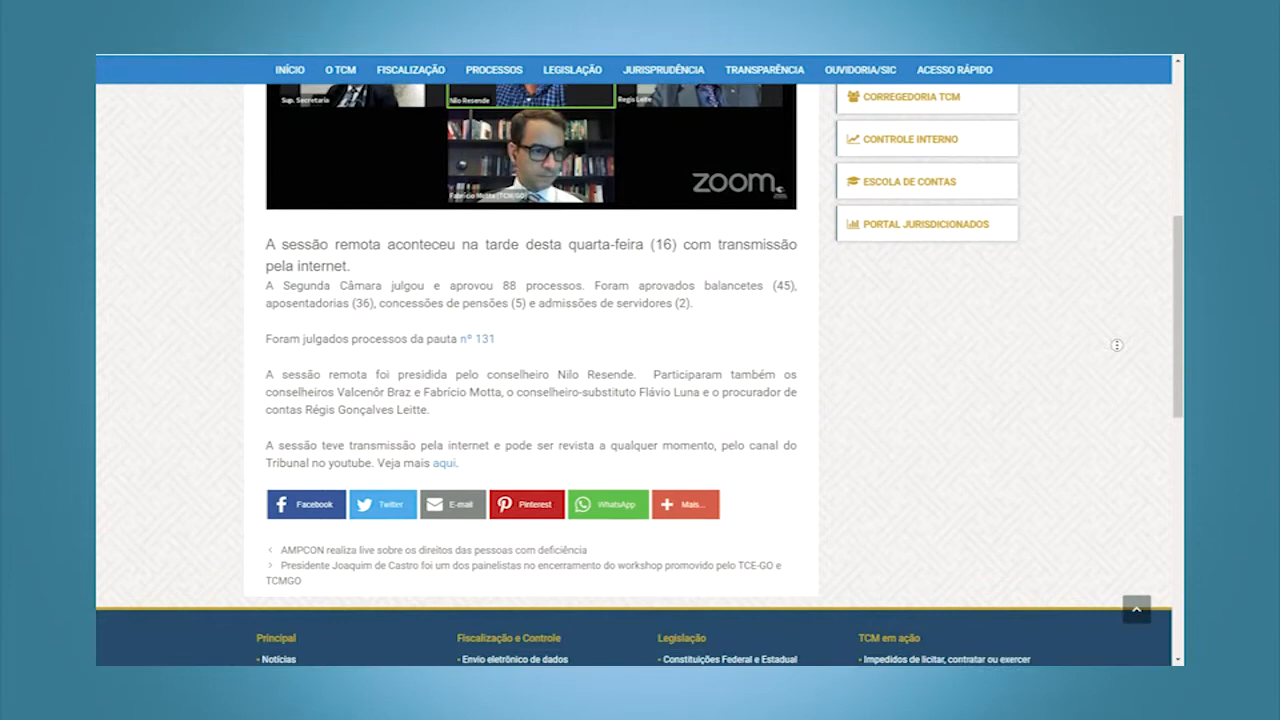 INÍCIO O TCM FISCALIZAÇÃO PROCESSOS LEGISLAÇÃO JURISPRUDÊNCIA TRANSPARÊNCIA OUVIDORIA/SIC ACESSO RÁPIDO
Sup. Secretaria
Nilo Resende
Regis Leite
Fabrício Motta (TCM/GO)
zoom
CORREGEDORIA TCM
CONTROLE INTERNO
ESCOLA DE CONTAS
PORTAL JURISDICIONADOS
A sessão remota aconteceu na tarde desta quarta-feira (16) com transmissão
pela internet.
A Segunda Câmara julgou e aprovou 88 processos. Foram aprovados balancetes (45),
aposentadorias (36), concessões de pensões (5) e admissões de servidores (2).
Foram julgados processos da pauta nº 131
A sessão remota foi presidida pelo conselheiro Nilo Resende. Participaram também os
conselheiros Valcenôr Braz e Fabrício Motta, o conselheiro-substituto Flávio Luna e o procurador de
contas Régis Gonçalves Leitte.
A sessão teve transmissão pela internet e pode ser revista a qualquer momento, pelo canal do
Tribunal no youtube. Veja mais aqui.
Facebook Twitter E-mail Pinterest WhatsApp Mais...
AMPCON realiza live sobre os direitos das pessoas com deficiência
Presidente Joaquim de Castro foi um dos painelistas no encerramento do workshop promovido pelo TCE-GO e
TCMGO
Principal Fiscalização e Controle Legislação TCM em ação
Notícias Envio eletrônico de dados Constituições Federal e Estadual Impedidos de licitar, contratar ou exercer